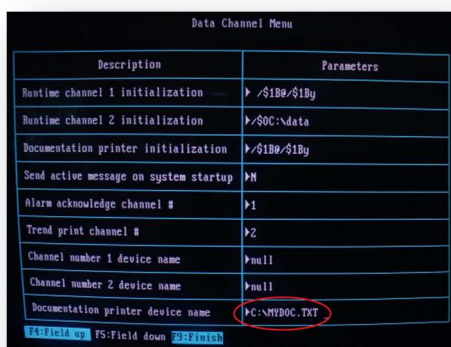 Data Channel Menu
Description Parameters
Runtime channel 1 initialization /$1B@/$1By
Runtime channel 2 initialization /$OC:\data
Documentation printer initialization /$1B@/$1By
Send active message on system startup N
Alarm acknowledge channel # 1
Trend print channel # 2
Channel number 1 device name null
Channel number 2 device name null
Documentation printer device name C:\MYDOC.TXT _
F4:Field up F5:Field down F9:Finish